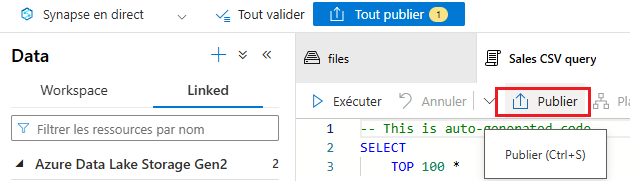 Synapse en direct Tout valider Tout publier 1
Data
files Sales CSV query
Workspace Linked
Exécuter Annuler Publier
Filtrer les ressources par nom
1 -- This is auto-generated code
2 SELECT
3 TOP 100 *
Publier (Ctrl+S)
Azure Data Lake Storage Gen2 2